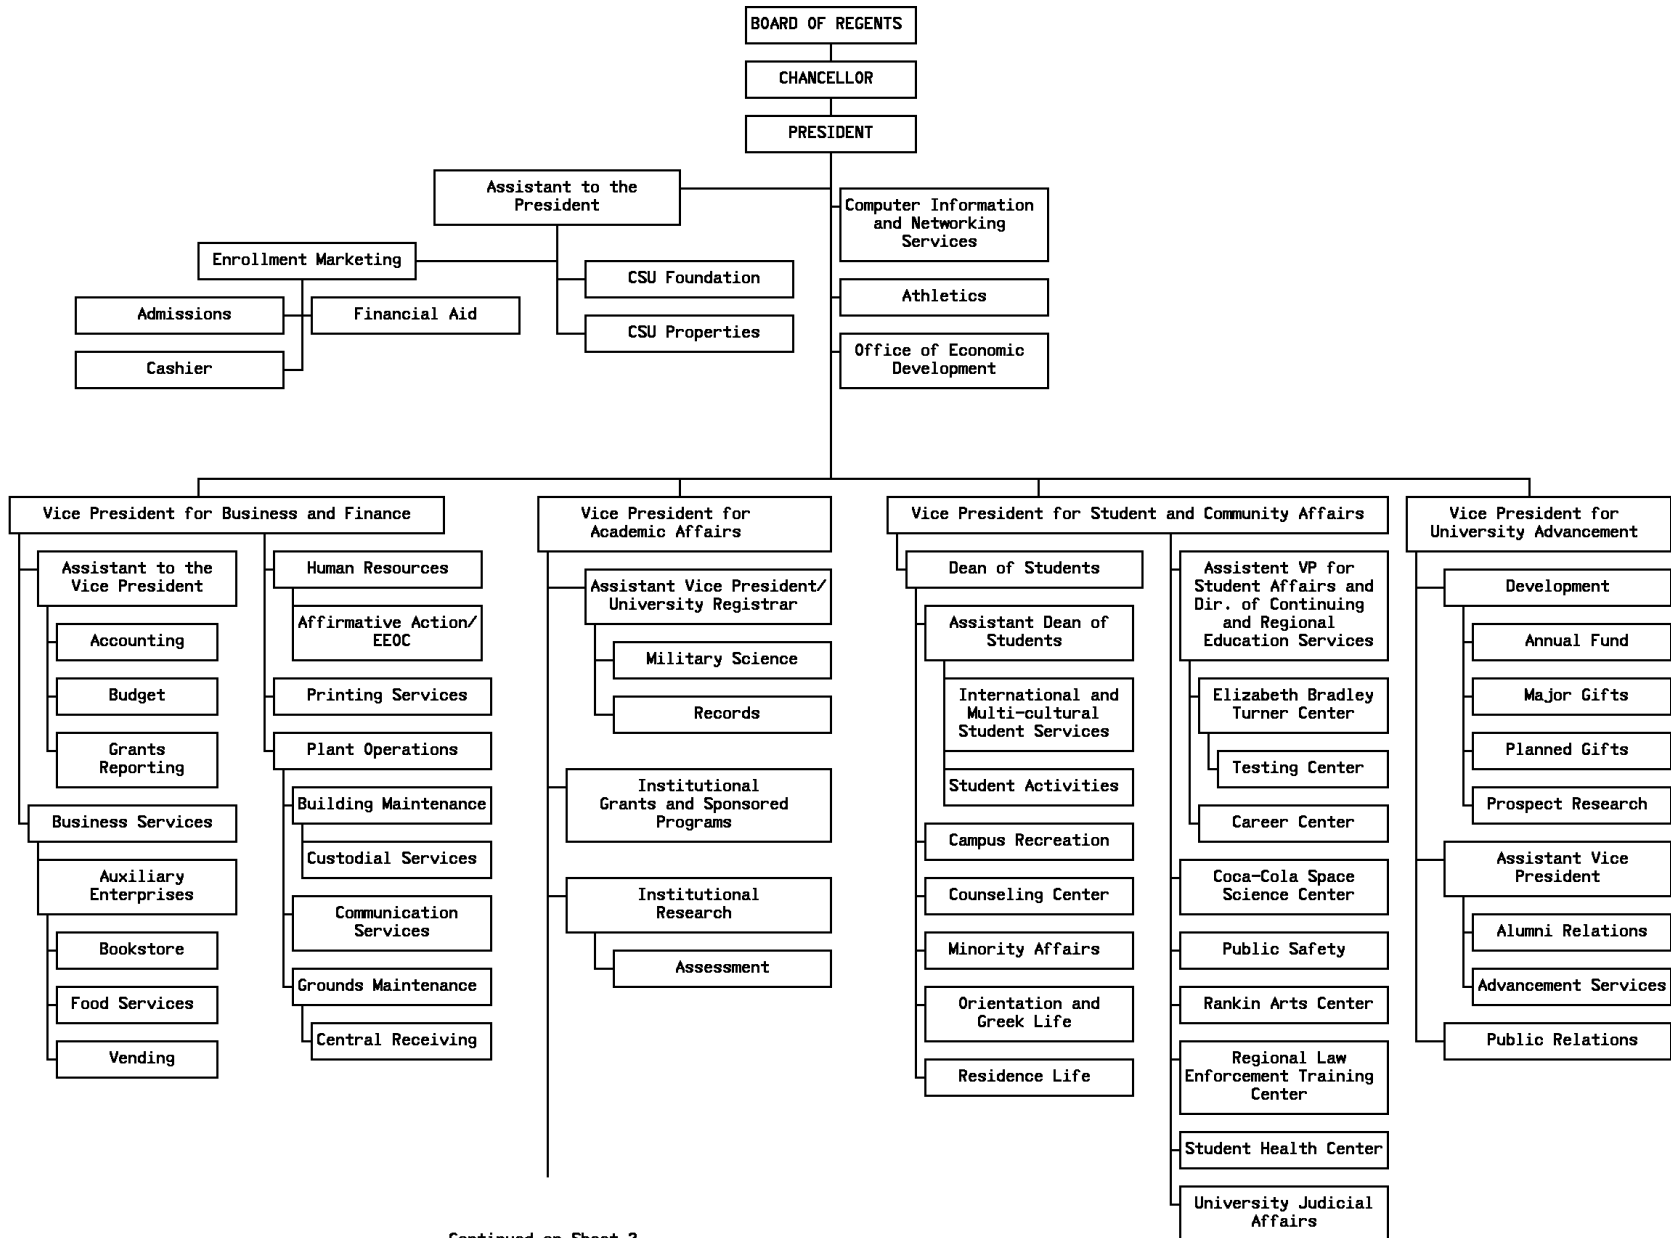 BOARD OF REGENTS
CHANCELLOR
PRESIDENT
Assistant to the
President
Computer Information
and Networking
Services
Enrollment Marketing
CSU Foundation
Athletics
Admissions
Financial Aid
CSU Properties
Office of Economic
Development
Cashier
Vice President for Business and Finance
Assistant to the
Vice President
Accounting
Budget
Grants
Reporting
Business Services
Auxiliary
Enterprises
Bookstore
Food Services
Vending
Human Resources
Affirmative Action/
EEOC
Printing Services
Plant Operations
Building Maintenance
Custodial Services
Communication
Services
Grounds Maintenance
Central Receiving
Vice President for
Academic Affairs
Assistant Vice President/
University Registrar
Military Science
Records
Institutional
Grants and Sponsored
Programs
Institutional
Research
Assessment
Vice President for Student and Community Affairs
Dean of Students
Assistant Dean of
Students
International and
Multi-cultural
Student Services
Student Activities
Campus Recreation
Counseling Center
Minority Affairs
Orientation and
Greek Life
Residence Life
Assistent VP for
Student Affairs and
Dir. of Continuing
and Regional
Education Services
Elizabeth Bradley
Turner Center
Testing Center
Career Center
Coca-Cola Space
Science Center
Public Safety
Rankin Arts Center
Regional Law
Enforcement Training
Center
Student Health Center
University Judicial
Affairs
Vice President for
University Advancement
Development
Annual Fund
Major Gifts
Planned Gifts
Prospect Research
Assistant Vice
President
Alumni Relations
Advancement Services
Public Relations
Continued on Sheet 2